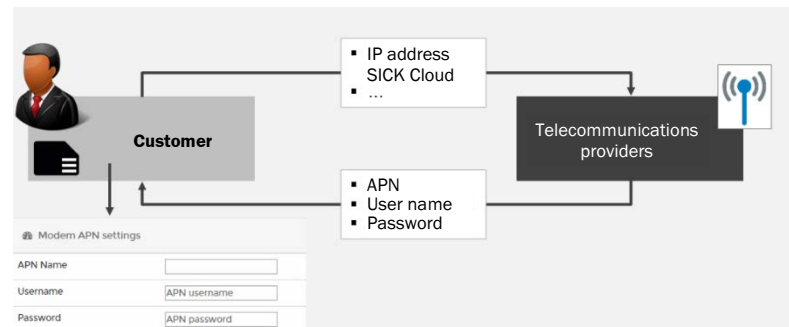 ▪ IP address
SICK Cloud
▪ ...
Customer
Telecommunications
providers
▪ APN
▪ User name
▪ Password
Modem APN settings
APN Name
Username APN username
Password APN password